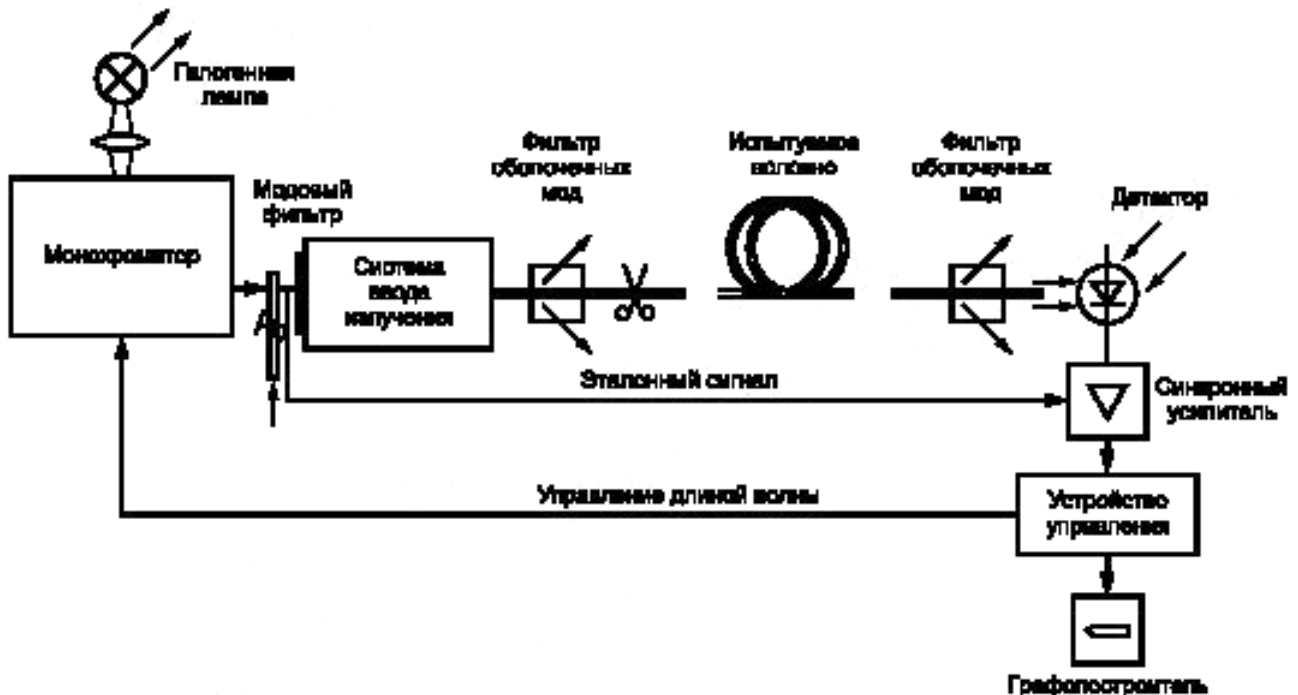 Галогенная
лампа
Монохроматор
Модовый
фильтр
Система
ввода
излучения
Фильтр
оболочечных
мод
Испытуемое
волокно
Фильтр
оболочечных
мод
Детектор
Эталонный сигнал
Синхронный
усилитель
Управление длиной волны
Устройство
управления
Графопостроитель